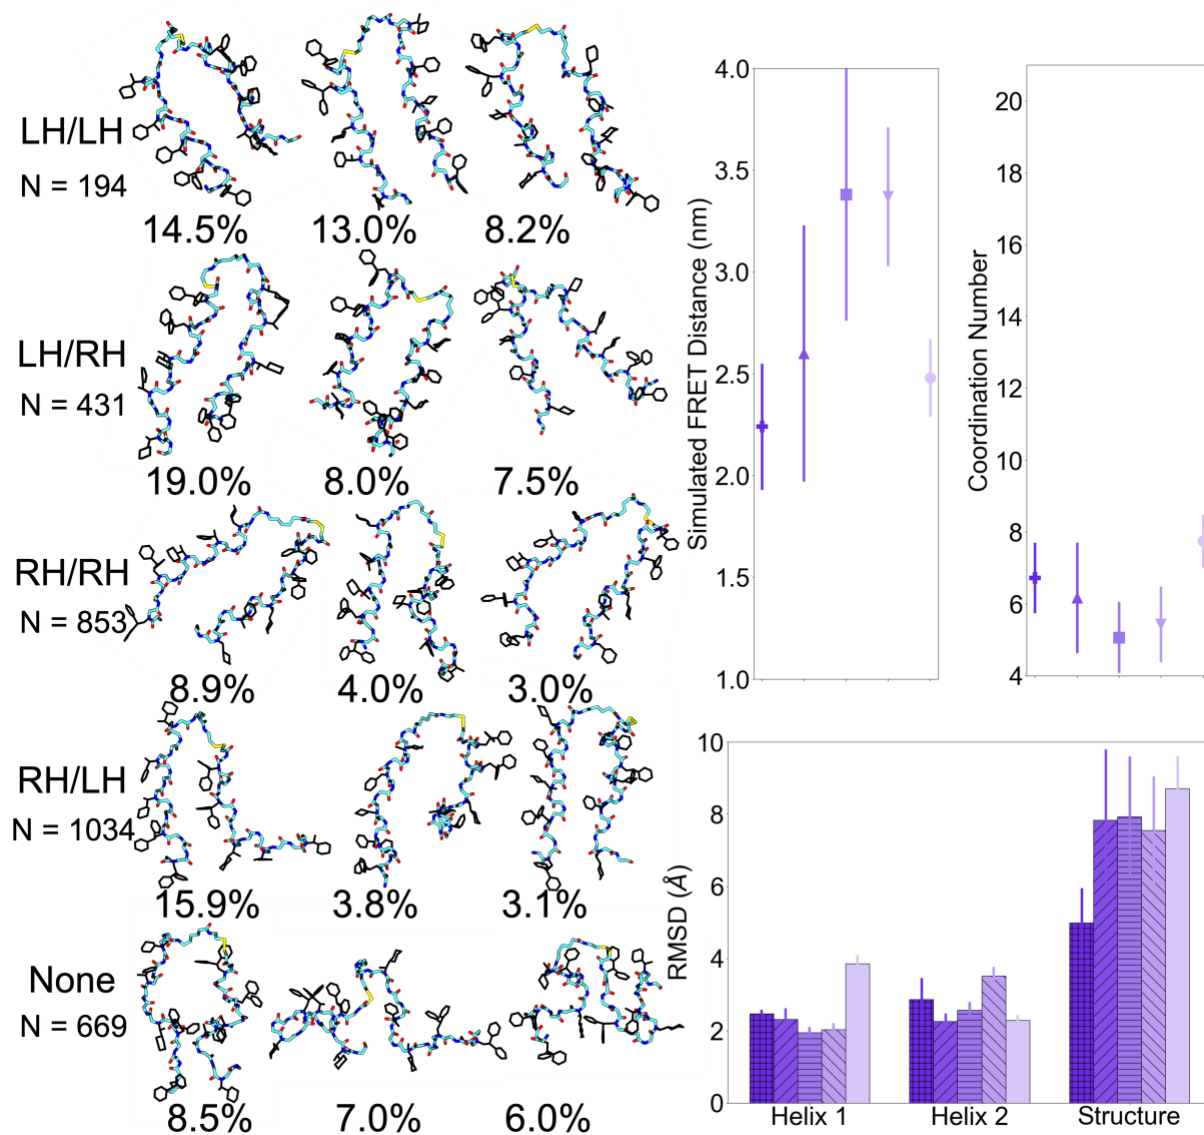 LH/LH
N = 194
14.5%
13.0%
8.2%
LH/RH
N = 431
19.0%
8.0%
7.5%
RH/RH
N = 853
8.9%
4.0%
3.0%
RH/LH
N = 1034
15.9%
3.8%
3.1%
None
N = 669
8.5%
7.0%
6.0%
Simulated FRET Distance (nm)
4.0
3.5
3.0
2.5
2.0
1.5
1.0
Coordination Number
20
18
16
14
12
10
8
6
4
RMSD (Å)
10
8
6
4
2
0
Helix 1
Helix 2
Structure